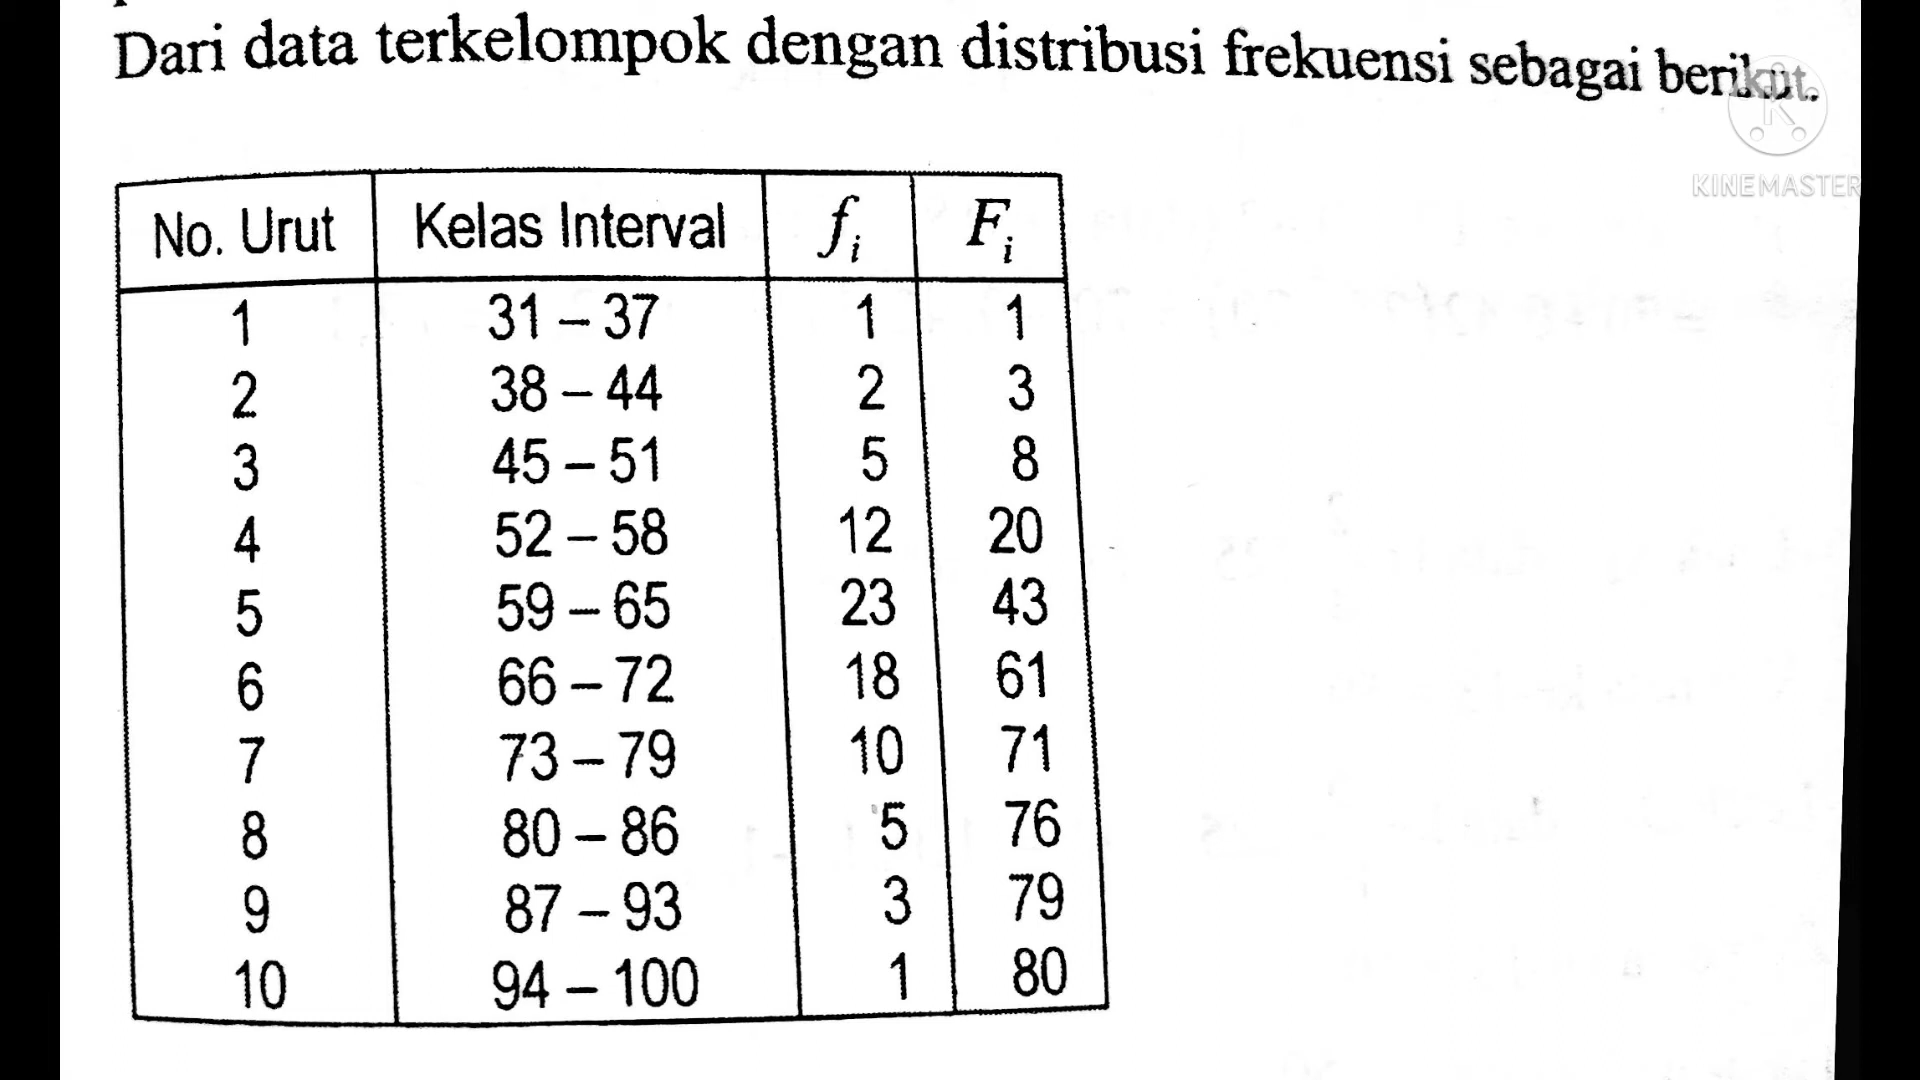 Dari data terkelompok dengan distribusi frekuensi sebagai berikut.
KINEMASTER
No. Urut Kelas Interval fᵢ Fᵢ
1 31 – 37 1 1
2 38 – 44 2 3
3 45 – 51 5 8
4 52 – 58 12 20
5 59 – 65 23 43
6 66 – 72 18 61
7 73 – 79 10 71
8 80 – 86 5 76
9 87 – 93 3 79
10 94 – 100 1 80